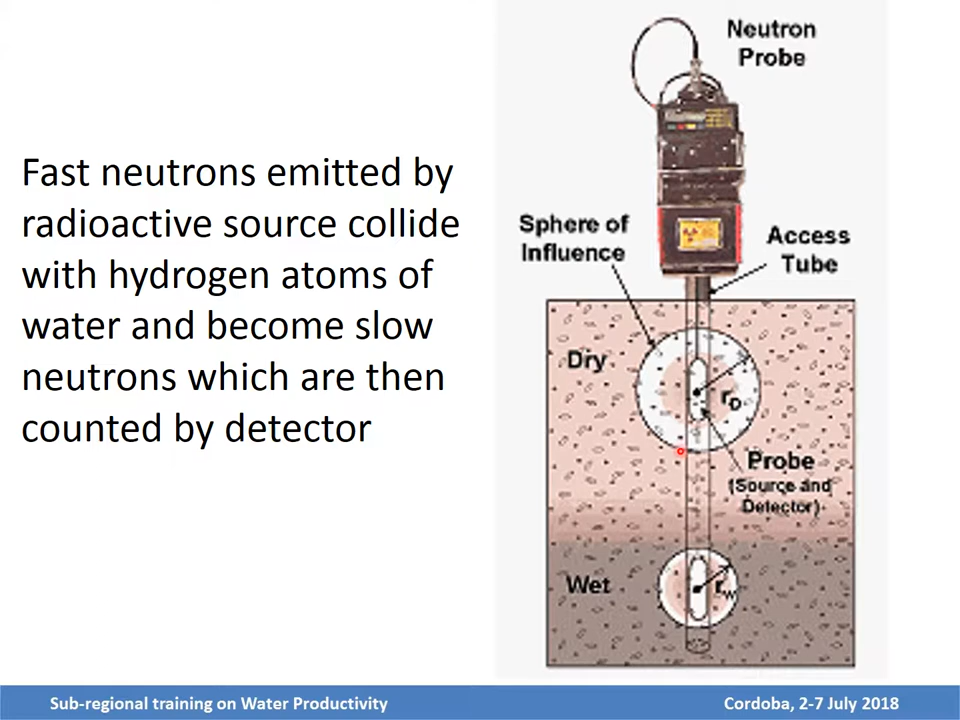 Fast neutrons emitted by
radioactive source collide
with hydrogen atoms of
water and become slow
neutrons which are then
counted by detector
Neutron
Probe
Sphere of
Influence
Access
Tube
Dry
rD
Probe
(Source and
Detector)
Wet
rw
Sub-regional training on Water Productivity
Cordoba, 2-7 July 2018